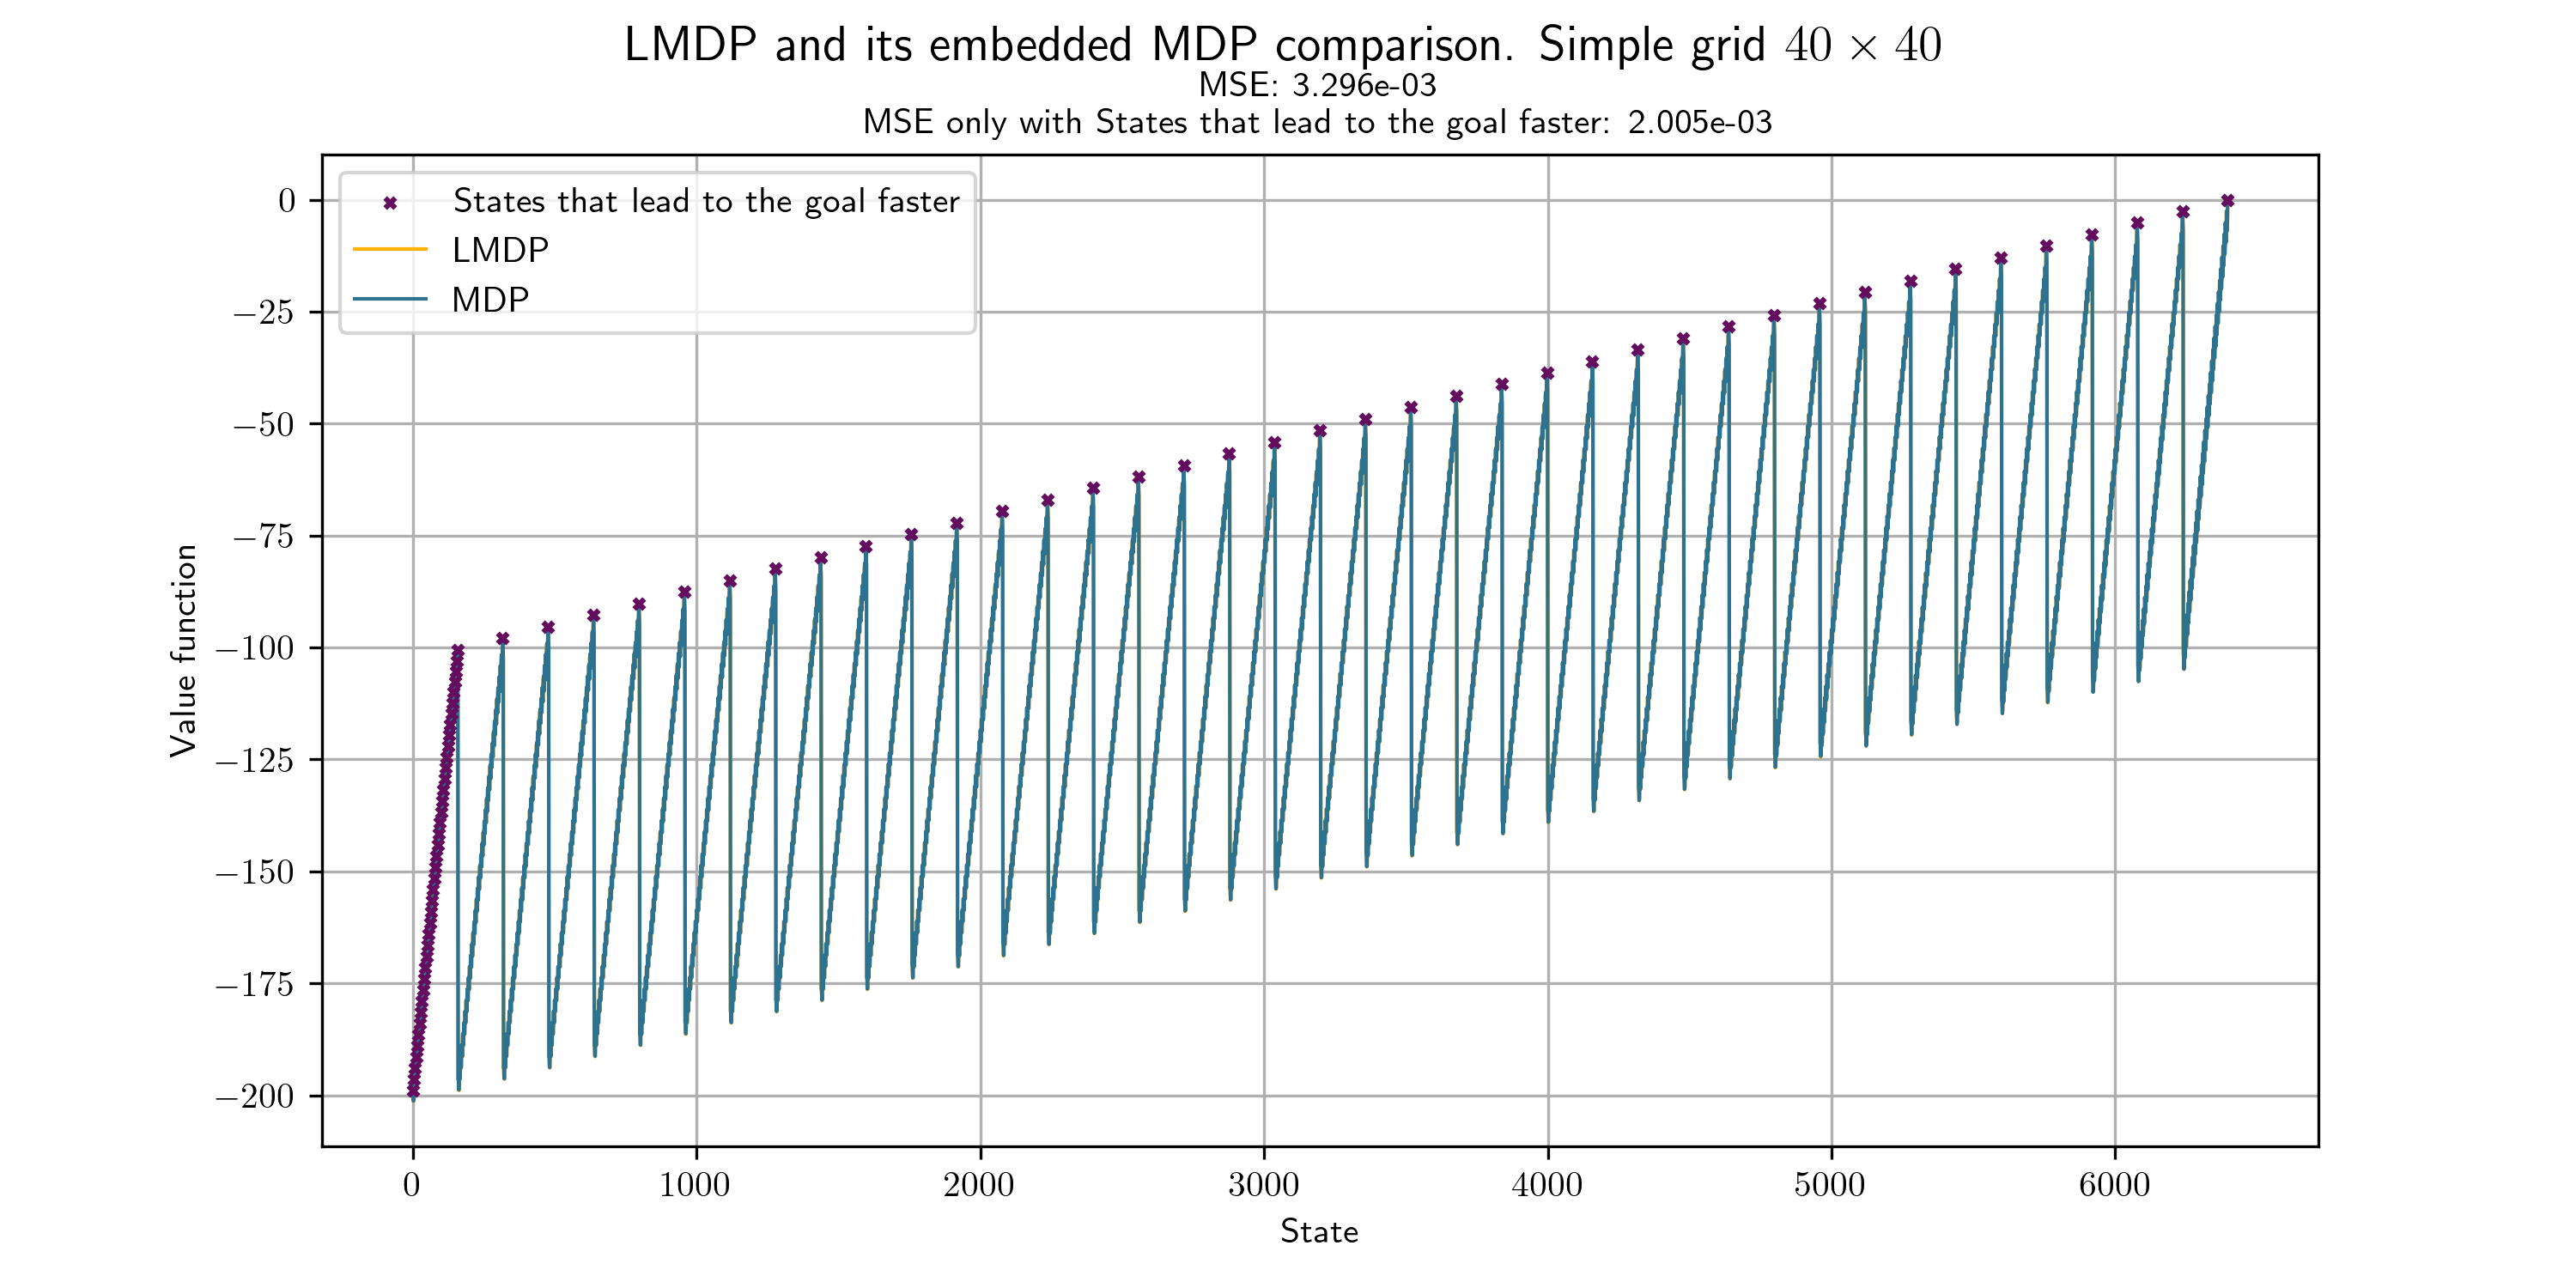 LMDP and its embedded MDP comparison. Simple grid 40 × 40
MSE: 3.296e-03
MSE only with States that lead to the goal faster: 2.005e-03
States that lead to the goal faster
LMDP
MDP
Value function
0
−25
−50
−75
−100
−125
−150
−175
−200
0 1000 2000 3000 4000 5000 6000
State